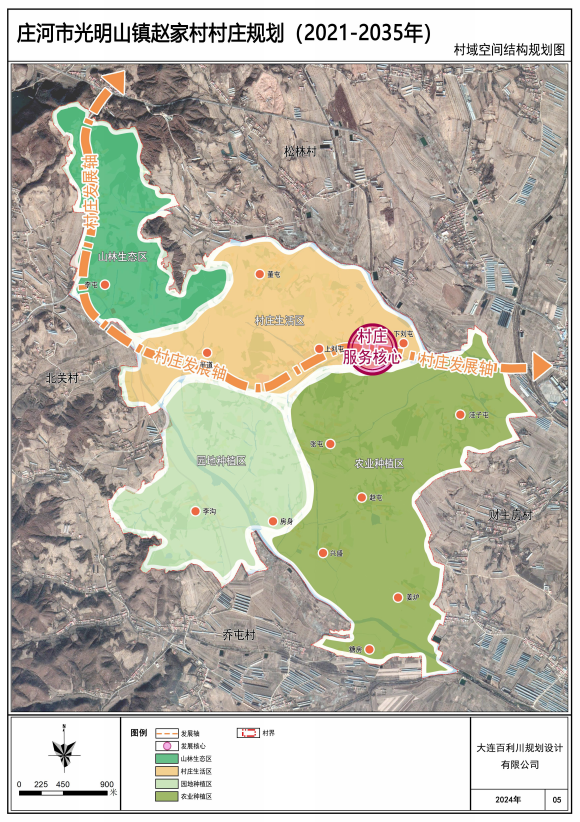 庄河市光明山镇赵家村村庄规划（2021-2035年）
村域空间结构规划图
松林村
村庄发展轴
山林生态区
李屯
董屯
村庄生活区
下刘屯
上刘屯
村庄
服务核心
村庄发展轴
村庄发展轴
北关村
张屯
园地种植区
农业种植区
赵屯
李沟
房身
财生房村
姜炉
乔屯村
糖房
图例
发展轴
村界
发展核心
山林生态区
村庄生活区
园地种植区
农业种植区
N
0 225 450 900
米
大连百利川规划设计
有限公司
2024年
05